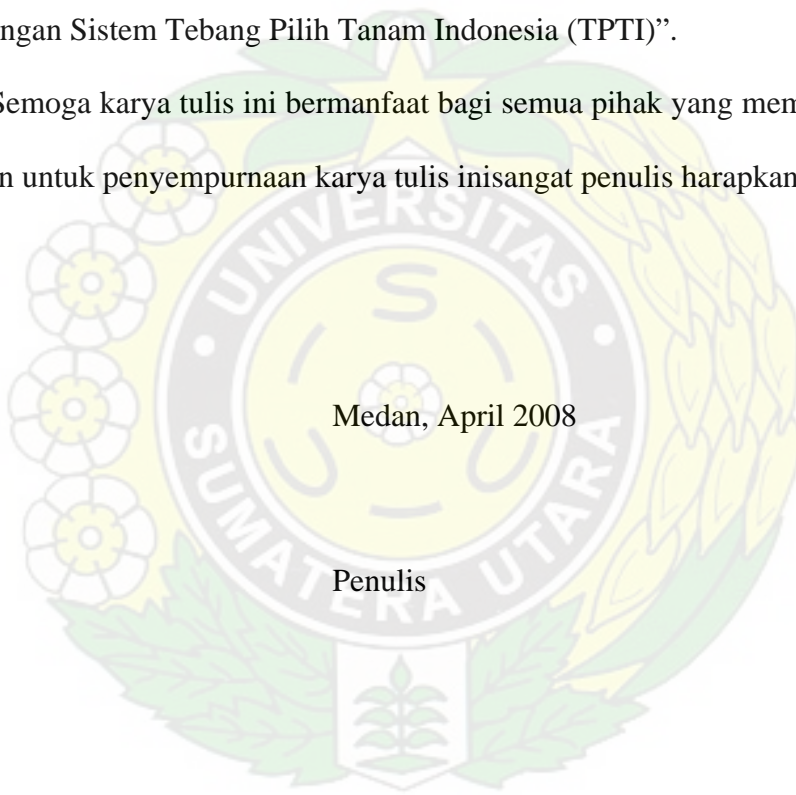 ngan Sistem Tebang Pilih Tanam Indonesia (TPTI)”.
Semoga karya tulis ini bermanfaat bagi semua pihak yang mem
n untuk penyempurnaan karya tulis inisangat penulis harapkan
UNIVERSITAS
S
Medan, April 2008
U U
SUMATERA UTARA
Penulis